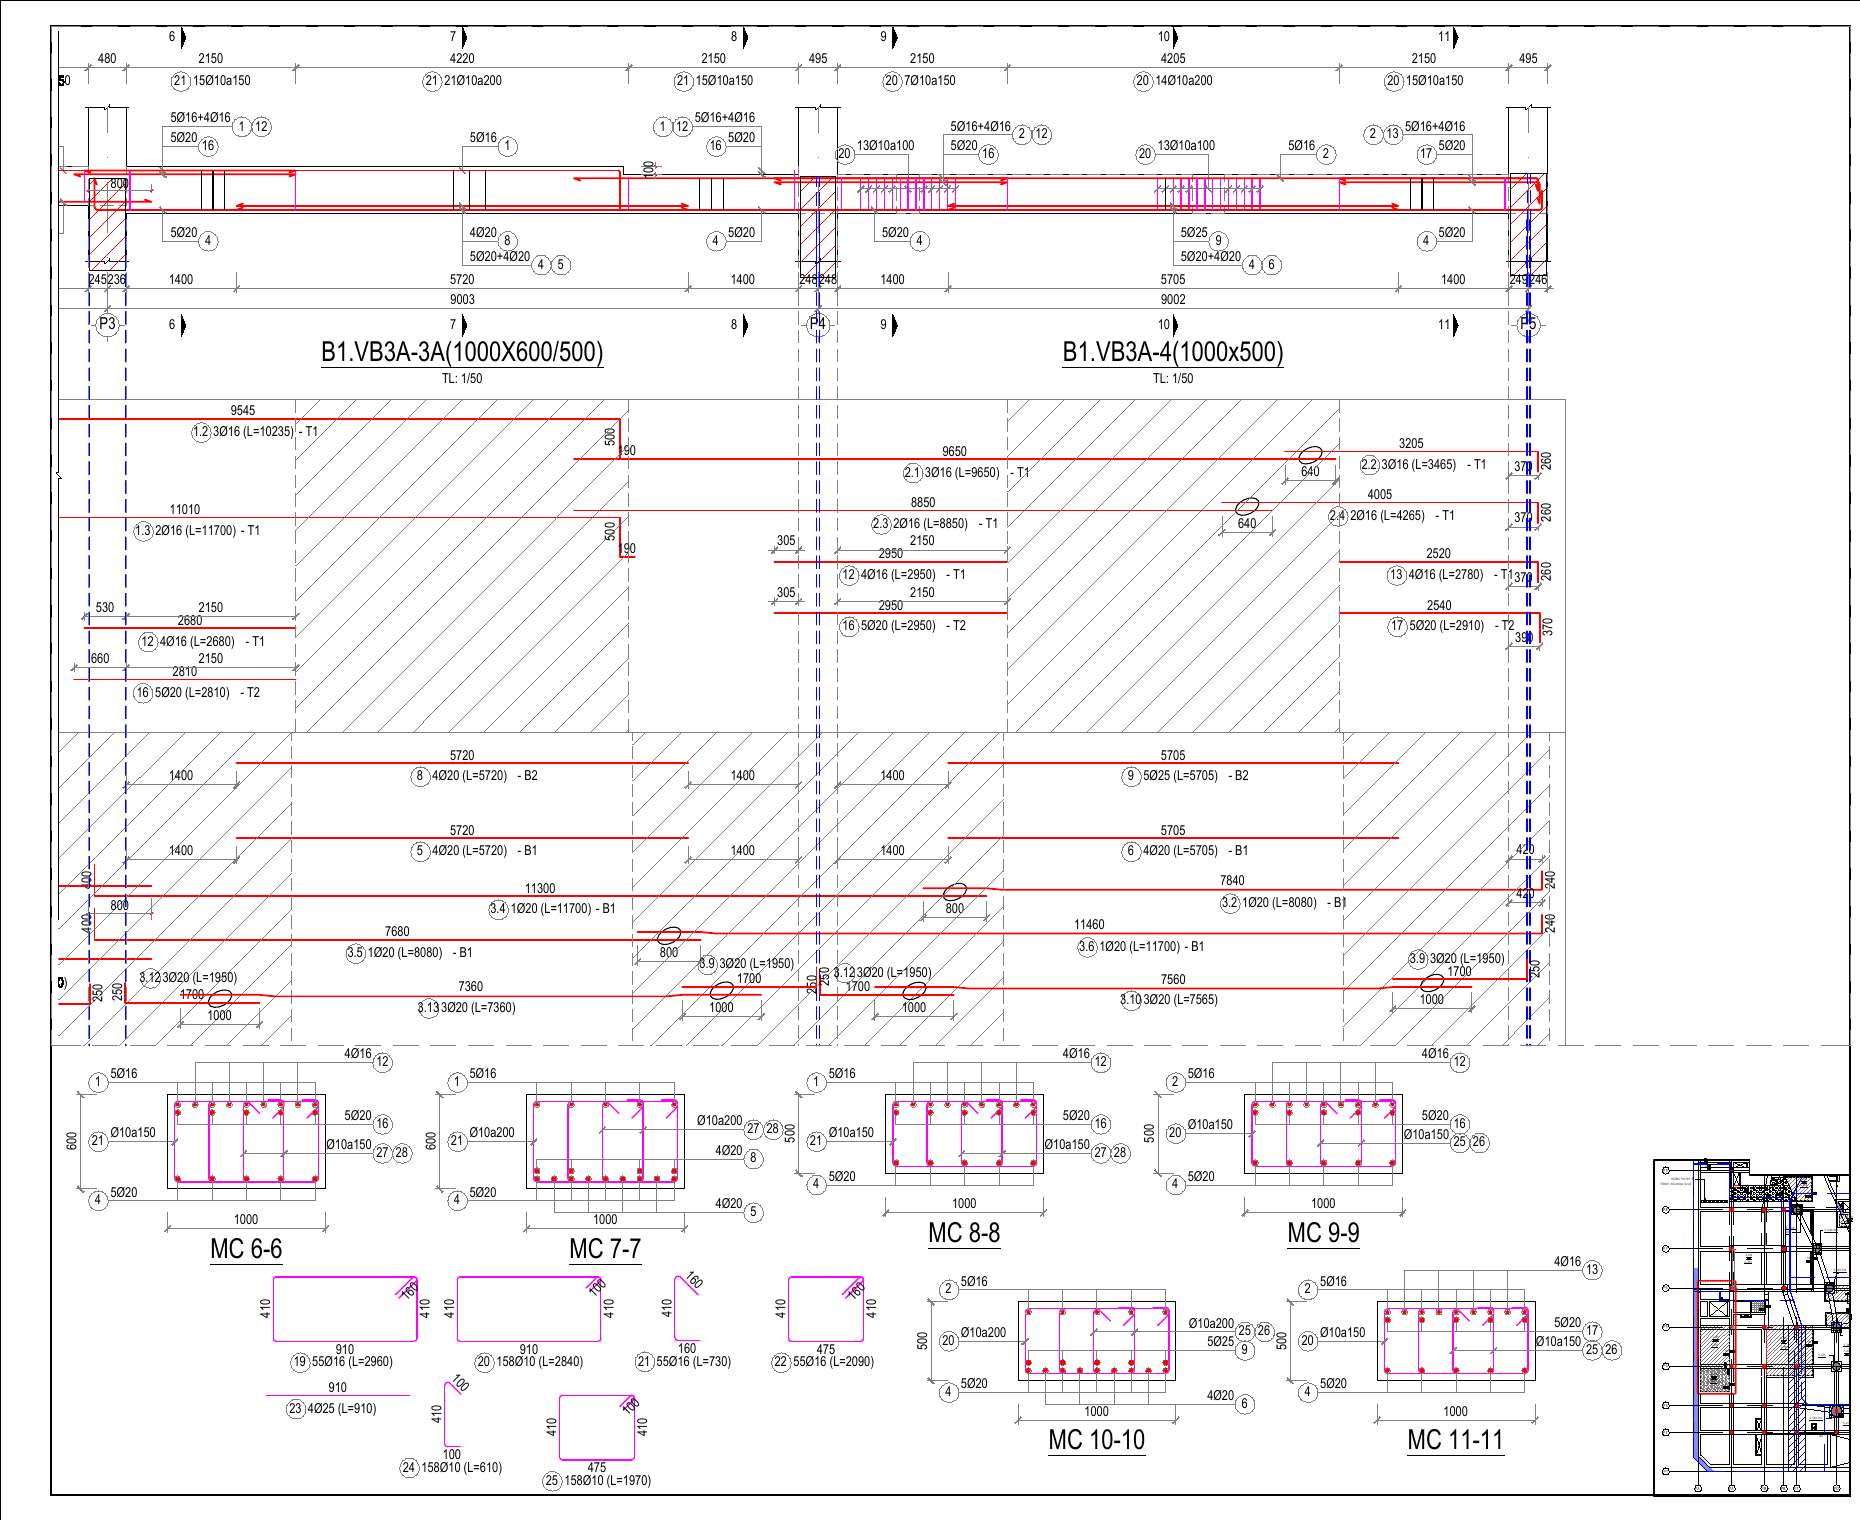 6 7 8 9 10 11
480 2150 4220 2150 495 2150 4205 2150 495
21 15Ø10a150 21 21Ø10a200 21 15Ø10a150 20 7Ø10a150 20 14Ø10a200 20 15Ø10a150
5Ø16+4Ø16 1 12 1 12 5Ø16+4Ø16 5Ø16+4Ø16 2 12 2 13 5Ø16+4Ø16
5Ø20 16 5Ø16 1 16 5Ø20 20 13Ø10a100 5Ø20 16 20 13Ø10a100 5Ø16 2 17 5Ø20
100
800
5Ø20 4 4Ø20 8 4 5Ø20 5Ø20 4 5Ø25 9 4 5Ø20
5Ø20+4Ø20 4 5 5Ø20+4Ø20 4 6
245 236 1400 5720 1400 248 248 1400 5705 1400 249 246
9003 9002
P3 6 7 8 P4 9 10 11 P5
B1.VB3A-3A(1000X600/500) B1.VB3A-4(1000x500)
TL: 1/50 TL: 1/50
9545
1.2 3Ø16 (L=10235) - T1 500
190 9650 3205
2.1 3Ø16 (L=9650) - T1 640 2.2 3Ø16 (L=3465) - T1 370 260
11010 8850 4005
1.3 2Ø16 (L=11700) - T1 500 2.3 2Ø16 (L=8850) - T1 640 2.4 2Ø16 (L=4265) - T1 370 260
190 305 2150
2950 2520
12 4Ø16 (L=2950) - T1 13 4Ø16 (L=2780) - T1 370 260
305 2150
530 2150 2950 2540
2680 16 5Ø20 (L=2950) - T2 17 5Ø20 (L=2910) - T2 370
12 4Ø16 (L=2680) - T1 390
660 2150
2810
16 5Ø20 (L=2810) - T2
5720 5705
1400 8 4Ø20 (L=5720) - B2 1400 1400 9 5Ø25 (L=5705) - B2
5720 5705
1400 5 4Ø20 (L=5720) - B1 1400 1400 6 4Ø20 (L=5705) - B1 420
400 11300 7840 240
800 3.4 1Ø20 (L=11700) - B1 800 3.2 1Ø20 (L=8080) - B1 420
400 7680 11460 240
3.5 1Ø20 (L=8080) - B1 800 3.6 1Ø20 (L=11700) - B1
3.12 3Ø20 (L=1950) 3.9 3Ø20 (L=1950) 3.12 3Ø20 (L=1950) 3.9 3Ø20 (L=1950)
250 250 1700 7360 1700 250 250 1700 7560 1700 250
1000 3.13 3Ø20 (L=7360) 1000 1000 3.10 3Ø20 (L=7565) 1000
4Ø16 12 4Ø16 12 4Ø16 12
1 5Ø16 1 5Ø16 1 5Ø16 2 5Ø16
600 5Ø20 16 600 Ø10a200 27 28 500 5Ø20 16 500 5Ø20 16
21 Ø10a150 Ø10a150 27 28 21 Ø10a200 4Ø20 8 21 Ø10a150 Ø10a150 27 28 20 Ø10a150 Ø10a150 25 26
4 5Ø20 4 5Ø20 4Ø20 5 4 5Ø20 4 5Ø20
1000 1000 1000 1000
MC 6-6 MC 7-7 MC 8-8 MC 9-9
410 160 410 410 100 410 410 160 410 160 410
910 910 160 475
19 55Ø16 (L=2960) 20 158Ø10 (L=2840) 21 55Ø16 (L=730) 22 55Ø16 (L=2090)
4Ø16 13
2 5Ø16 2 5Ø16
500 20 Ø10a200 Ø10a200 25 26 500 20 Ø10a150 5Ø20 17
5Ø25 9 Ø10a150 25 26
4 5Ø20 4Ø20 6 4 5Ø20
1000 1000
MC 10-10 MC 11-11
910 100 100
23 4Ø25 (L=910) 410 410 410
100 475
24 158Ø10 (L=610) 25 158Ø10 (L=1970)